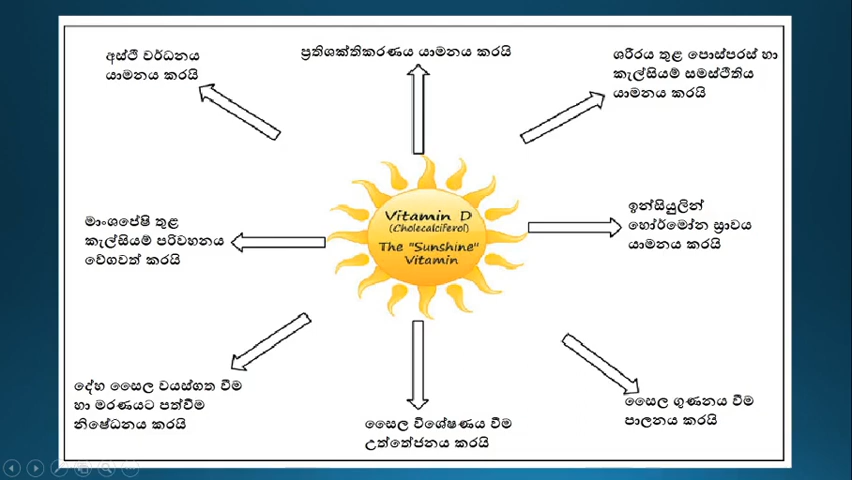 අස්ථි වර්ධනය
යාමනය කරයි
ප්‍රතිශක්තිකරණය යාමනය කරයි
ශරීරය තුළ පොස්පරස් හා
කැල්සියම් සමස්ථිතිය
යාමනය කරයි
මාංශපේෂි තුළ
කැල්සියම් පරිවහනය
වේගවත් කරයි
Vitamin D
(Cholecalciferol)
The "Sunshine"
Vitamin
ඉන්සියුලින්
හෝර්මෝන ස්‍රාවය
යාමනය කරයි
දේහ සෛල වයස්ගත වීම
හා මරණයට පත්වීම
නිෂේධනය කරයි
සෛල විශේෂණය වීම
උත්තේජනය කරයි
සෛල ගුණනය වීම
පාලනය කරයි